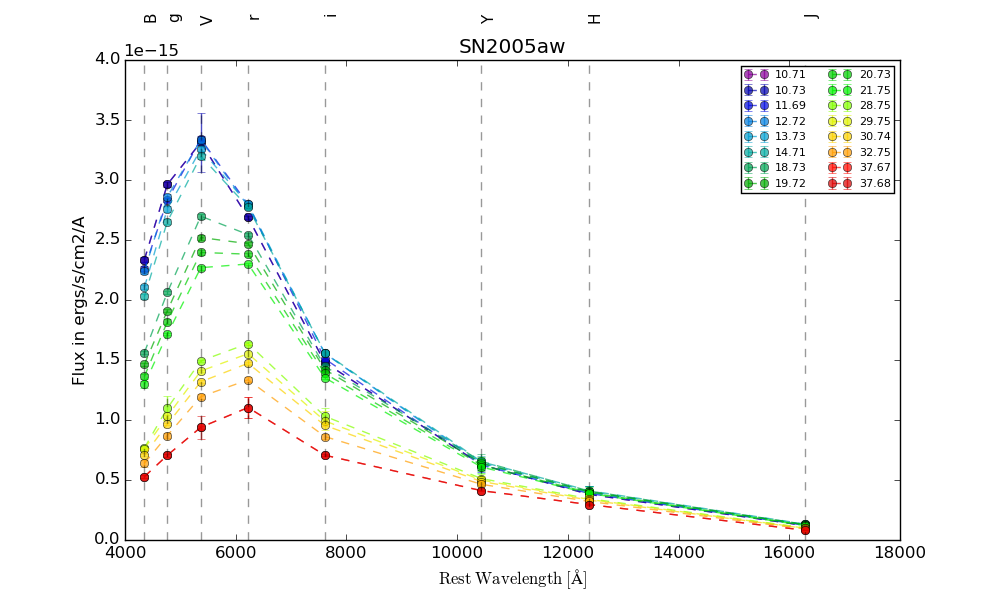 B g V r i Y H J
1e−15
SN2005aw
4.0
3.5
3.0
2.5
2.0
1.5
1.0
0.5
0.0
Flux in ergs/s/cm2/A
10.71 20.73
10.73 21.75
11.69 28.75
12.72 29.75
13.73 30.74
14.71 32.75
18.73 37.67
19.72 37.68
4000 6000 8000 10000 12000 14000 16000 18000
Rest Wavelength [Å]